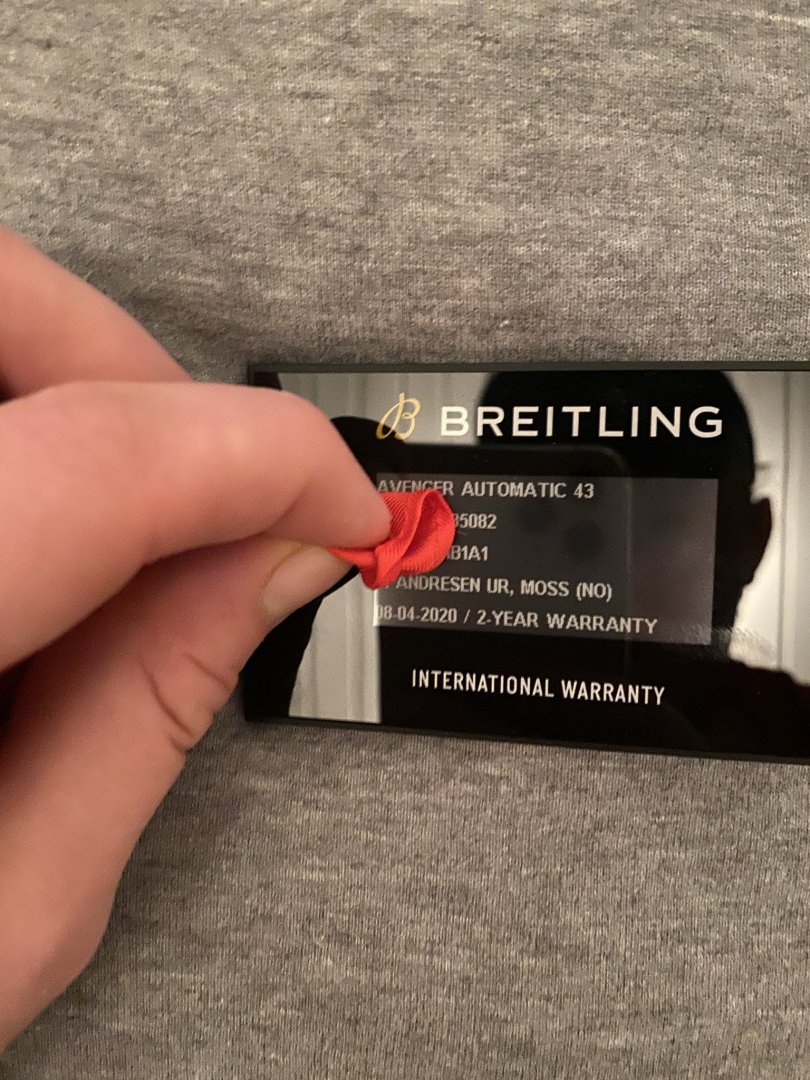 BREITLING
AVENGER AUTOMATIC 43
35082
B1A1
ANDRESEN UR, MOSS (NO)
08-04-2020 / 2-YEAR WARRANTY
INTERNATIONAL WARRANTY